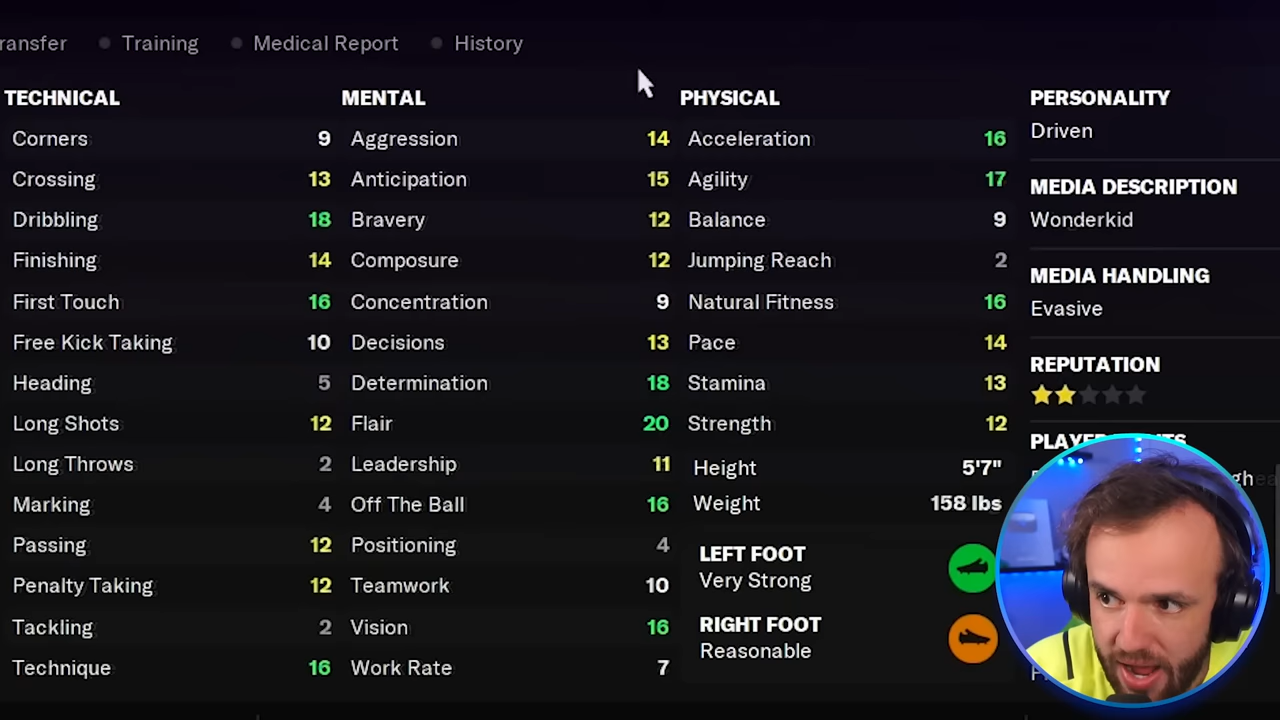 ransfer Training Medical Report History
TECHNICAL MENTAL PHYSICAL PERSONALITY
Corners 9 Aggression 14 Acceleration 16 Driven
Crossing 13 Anticipation 15 Agility 17 MEDIA DESCRIPTION
Dribbling 18 Bravery 12 Balance 9 Wonderkid
Finishing 14 Composure 12 Jumping Reach 2 MEDIA HANDLING
First Touch 16 Concentration 9 Natural Fitness 16 Evasive
Free Kick Taking 10 Decisions 13 Pace 14 REPUTATION
Heading 5 Determination 18 Stamina 13
Long Shots 12 Flair 20 Strength 12
Long Throws 2 Leadership 11 Height 5'7"
Marking 4 Off The Ball 16 Weight 158 lbs
Passing 12 Positioning 4 LEFT FOOT
Penalty Taking 12 Teamwork 10 Very Strong
Tackling 2 Vision 16 RIGHT FOOT
Technique 16 Work Rate 7 Reasonable